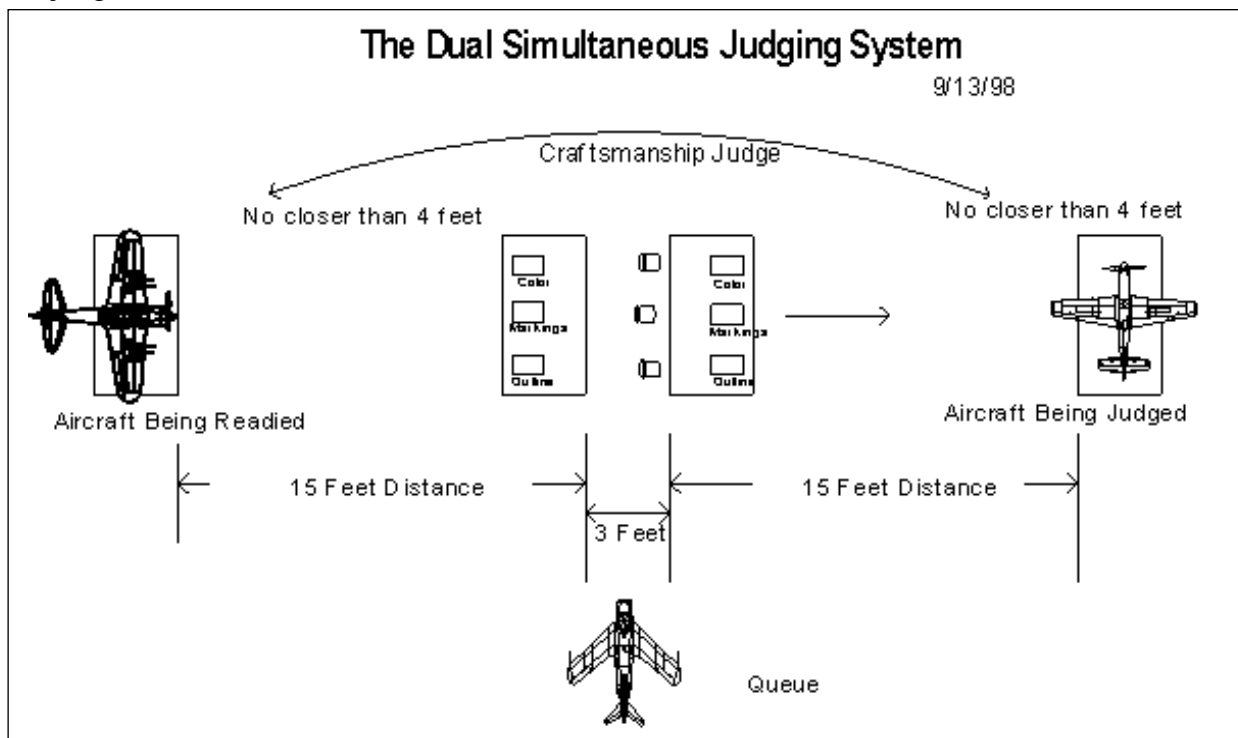 The Dual Simultaneous Judging System
9/13/98
Craftsmanship Judge
No closer than 4 feet
No closer than 4 feet
Color
Color
Markings
Markings
Outline
Outline
Aircraft Being Readied
Aircraft Being Judged
15 Feet Distance
15 Feet Distance
3 Feet
Queue